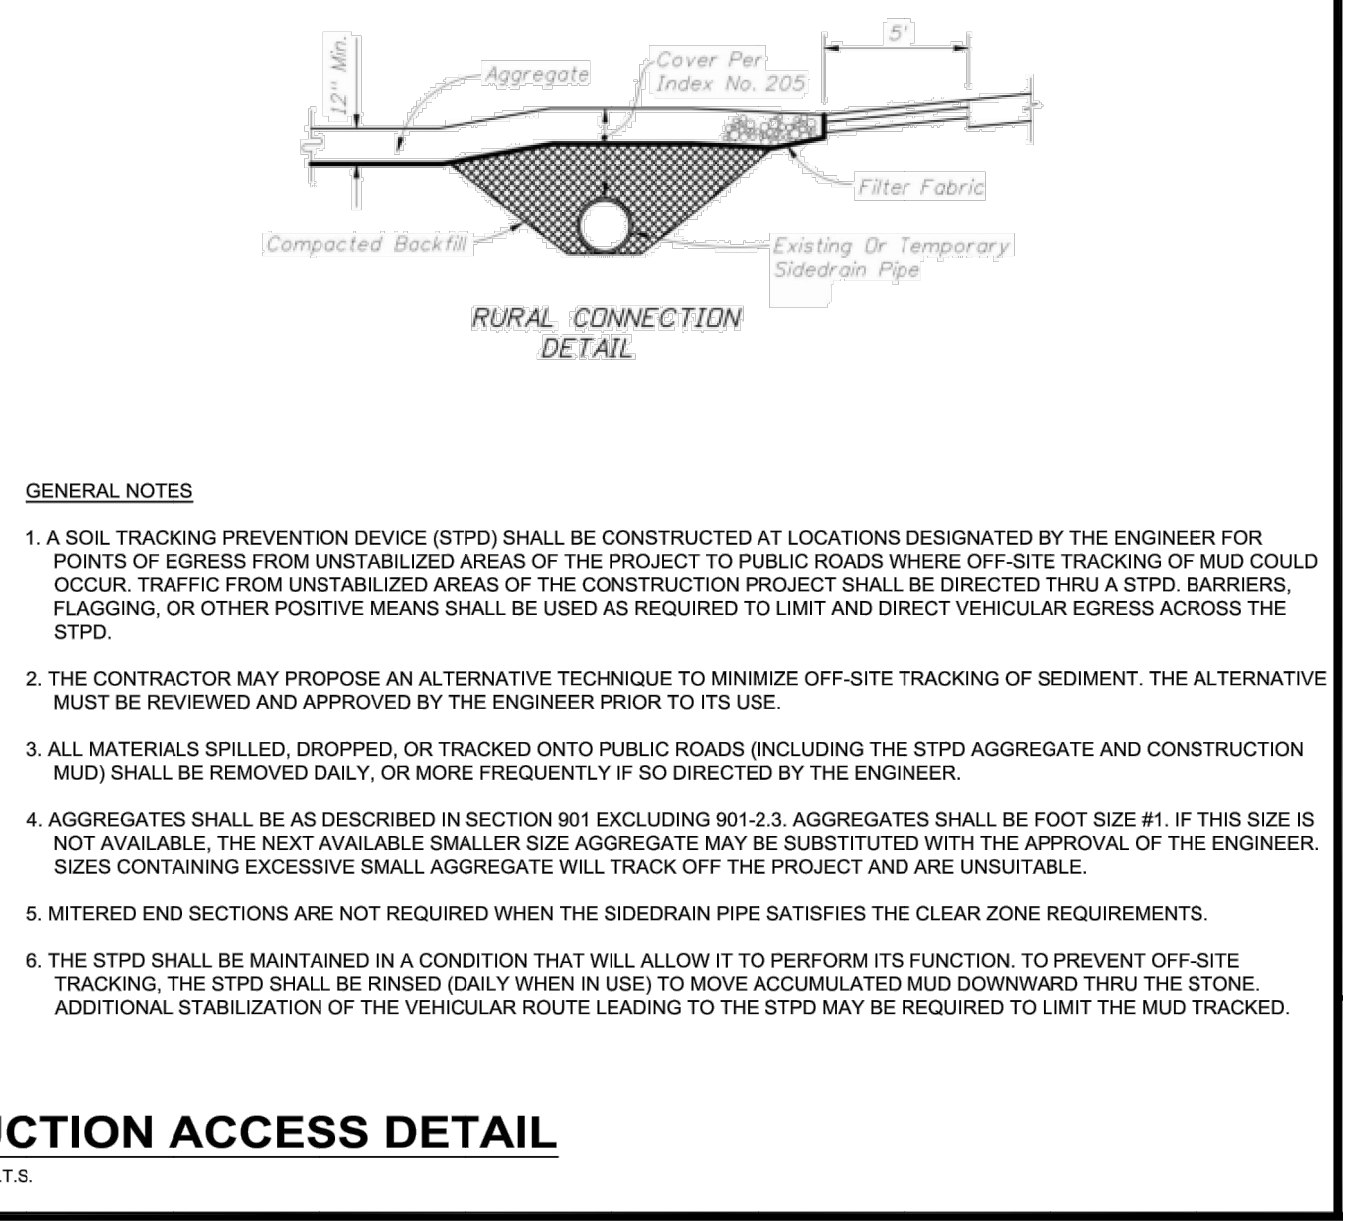 5'
12" Min.
Aggregate
Cover Per
Index No. 205
Filter Fabric
Compacted Backfill
Existing Or Temporary
Sidedrain Pipe
RURAL CONNECTION
DETAIL
GENERAL NOTES
1. A SOIL TRACKING PREVENTION DEVICE (STPD) SHALL BE CONSTRUCTED AT LOCATIONS DESIGNATED BY THE ENGINEER FOR
POINTS OF EGRESS FROM UNSTABILIZED AREAS OF THE PROJECT TO PUBLIC ROADS WHERE OFF-SITE TRACKING OF MUD COULD
OCCUR. TRAFFIC FROM UNSTABILIZED AREAS OF THE CONSTRUCTION PROJECT SHALL BE DIRECTED THRU A STPD. BARRIERS,
FLAGGING, OR OTHER POSITIVE MEANS SHALL BE USED AS REQUIRED TO LIMIT AND DIRECT VEHICULAR EGRESS ACROSS THE
STPD.
2. THE CONTRACTOR MAY PROPOSE AN ALTERNATIVE TECHNIQUE TO MINIMIZE OFF-SITE TRACKING OF SEDIMENT. THE ALTERNATIVE
MUST BE REVIEWED AND APPROVED BY THE ENGINEER PRIOR TO ITS USE.
3. ALL MATERIALS SPILLED, DROPPED, OR TRACKED ONTO PUBLIC ROADS (INCLUDING THE STPD AGGREGATE AND CONSTRUCTION
MUD) SHALL BE REMOVED DAILY, OR MORE FREQUENTLY IF SO DIRECTED BY THE ENGINEER.
4. AGGREGATES SHALL BE AS DESCRIBED IN SECTION 901 EXCLUDING 901-2.3. AGGREGATES SHALL BE FOOT SIZE #1. IF THIS SIZE IS
NOT AVAILABLE, THE NEXT AVAILABLE SMALLER SIZE AGGREGATE MAY BE SUBSTITUTED WITH THE APPROVAL OF THE ENGINEER.
SIZES CONTAINING EXCESSIVE SMALL AGGREGATE WILL TRACK OFF THE PROJECT AND ARE UNSUITABLE.
5. MITERED END SECTIONS ARE NOT REQUIRED WHEN THE SIDEDRAIN PIPE SATISFIES THE CLEAR ZONE REQUIREMENTS.
6. THE STPD SHALL BE MAINTAINED IN A CONDITION THAT WILL ALLOW IT TO PERFORM ITS FUNCTION. TO PREVENT OFF-SITE
TRACKING, THE STPD SHALL BE RINSED (DAILY WHEN IN USE) TO MOVE ACCUMULATED MUD DOWNWARD THRU THE STONE.
ADDITIONAL STABILIZATION OF THE VEHICULAR ROUTE LEADING TO THE STPD MAY BE REQUIRED TO LIMIT THE MUD TRACKED.
UCTION ACCESS DETAIL
.T.S.